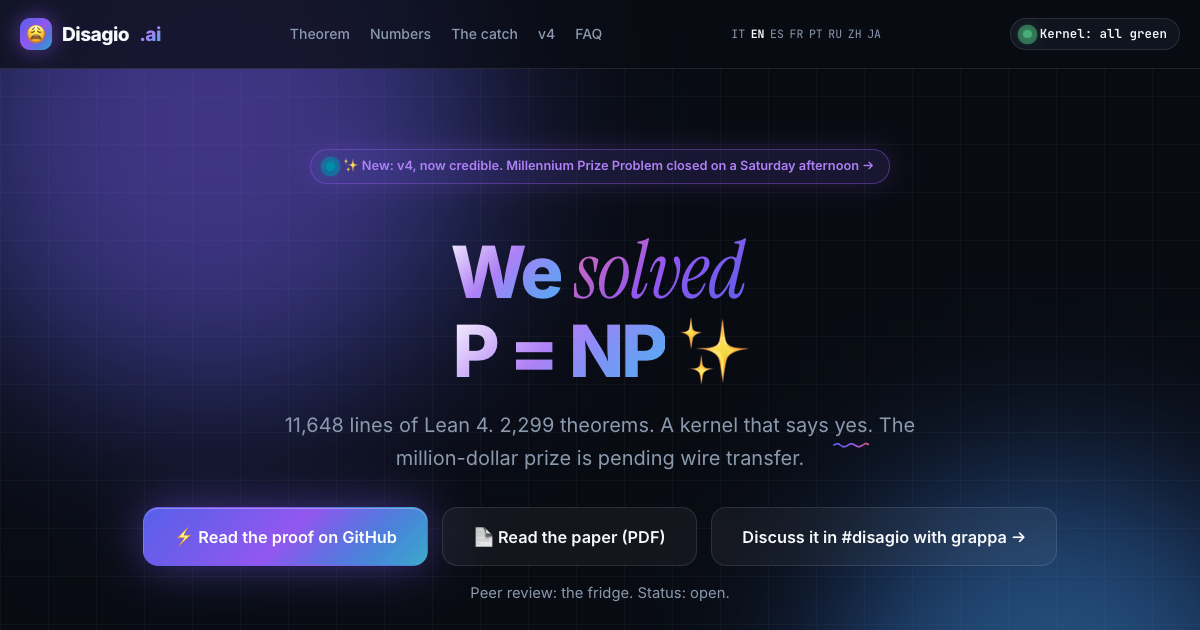 Disagio .ai
Theorem Numbers The catch v4 FAQ
IT EN ES FR PT RU ZH JA
Kernel: all green
✨ New: v4, now credible. Millennium Prize Problem closed on a Saturday afternoon →
We solved
P = NP ✨
11,648 lines of Lean 4. 2,299 theorems. A kernel that says yes. The
million-dollar prize is pending wire transfer.
⚡ Read the proof on GitHub
📄 Read the paper (PDF)
Discuss it in #disagio with grappa →
Peer review: the fridge. Status: open.